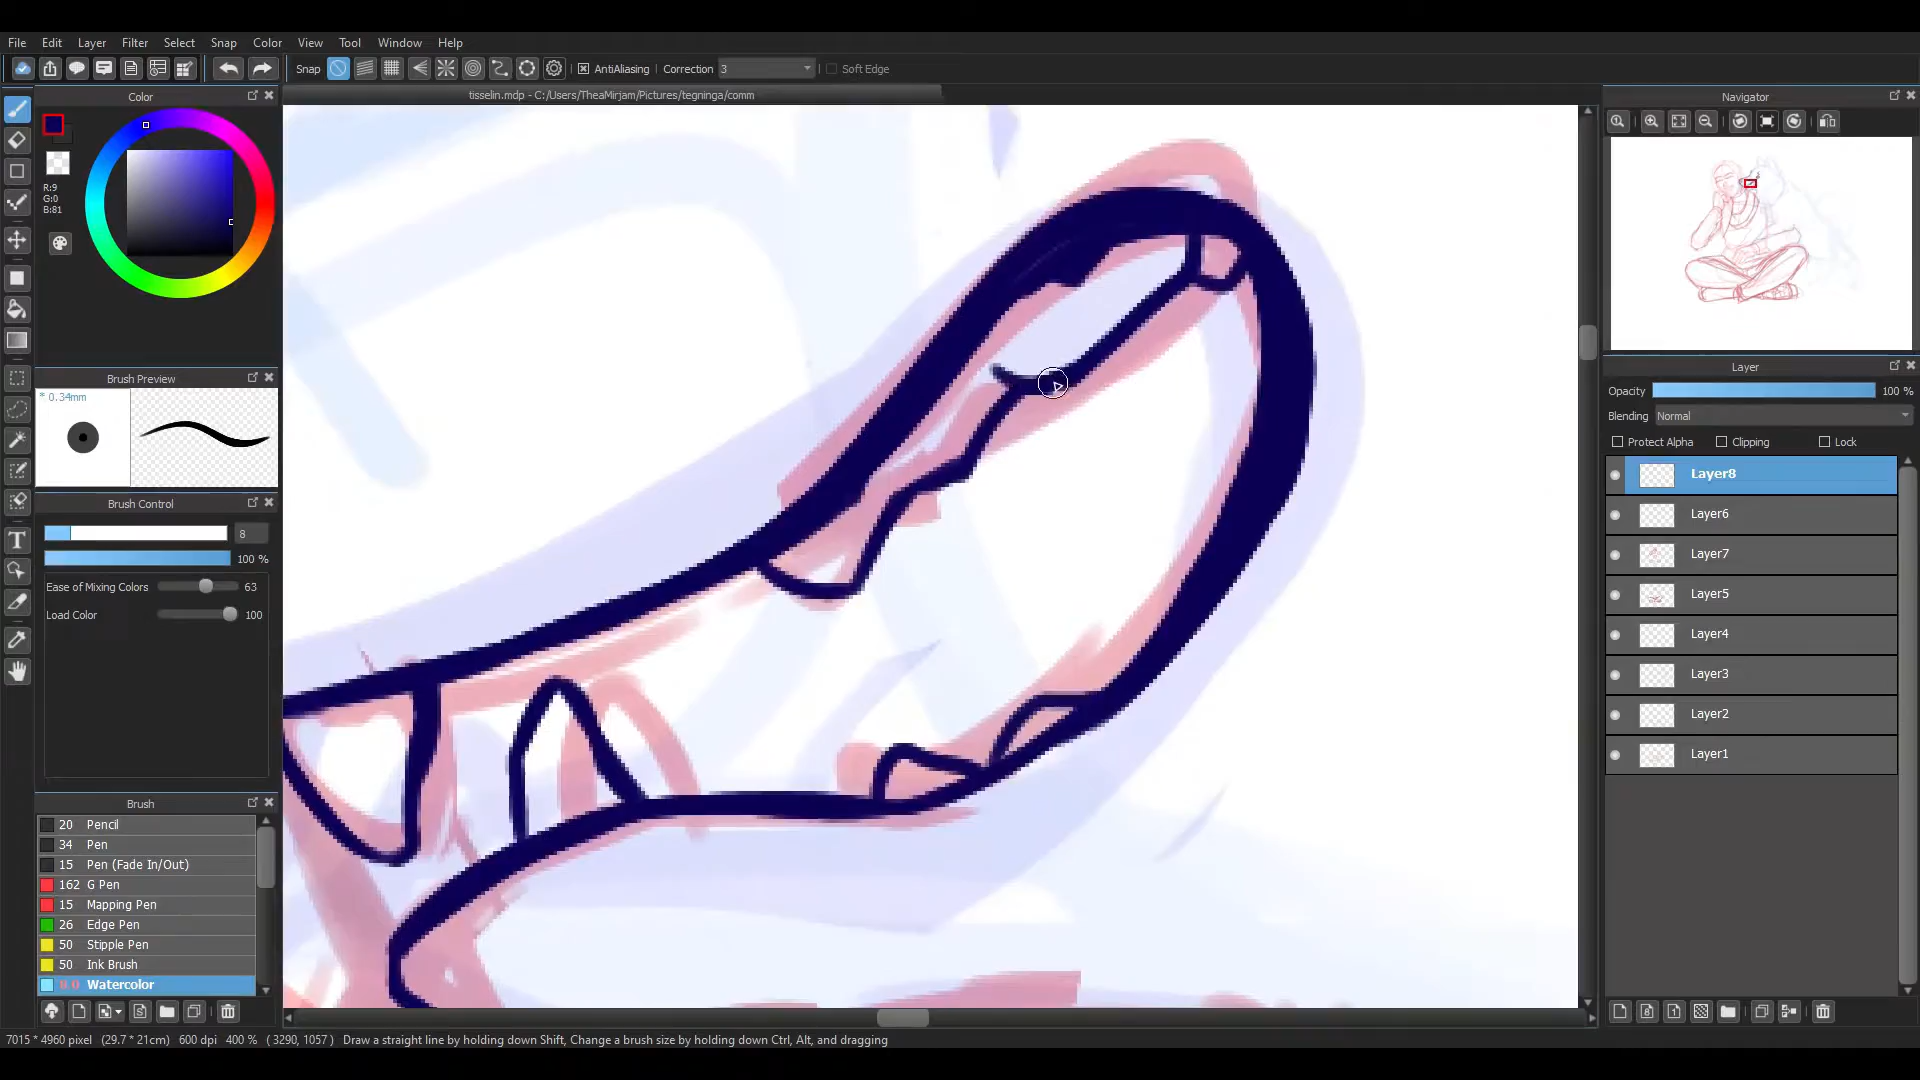 File Edit Layer Filter Select Snap Color View Tool Window Help
Snap AntiAliasing Correction 3 Soft Edge
Color
tisselin.mdp - C:/Users/TheaMirjam/Pictures/tegninga/comm
Navigator
R:9
G:0
B:81
Brush Preview
* 0.34mm
Brush Control
8
100 %
Ease of Mixing Colors 63
Load Color 100
Brush
20 Pencil
34 Pen
15 Pen (Fade In/Out)
162 G Pen
15 Mapping Pen
26 Edge Pen
50 Stipple Pen
50 Ink Brush
8.0 Watercolor
Layer
Opacity 100 %
Blending Normal
Protect Alpha Clipping Lock
Layer8
Layer6
Layer7
Layer5
Layer4
Layer3
Layer2
Layer1
7015 * 4960 pixel (29.7 * 21cm) 600 dpi 400 % ( 3290, 1057 ) Draw a straight line by holding down Shift, Change a brush size by holding down Ctrl, Alt, and dragging